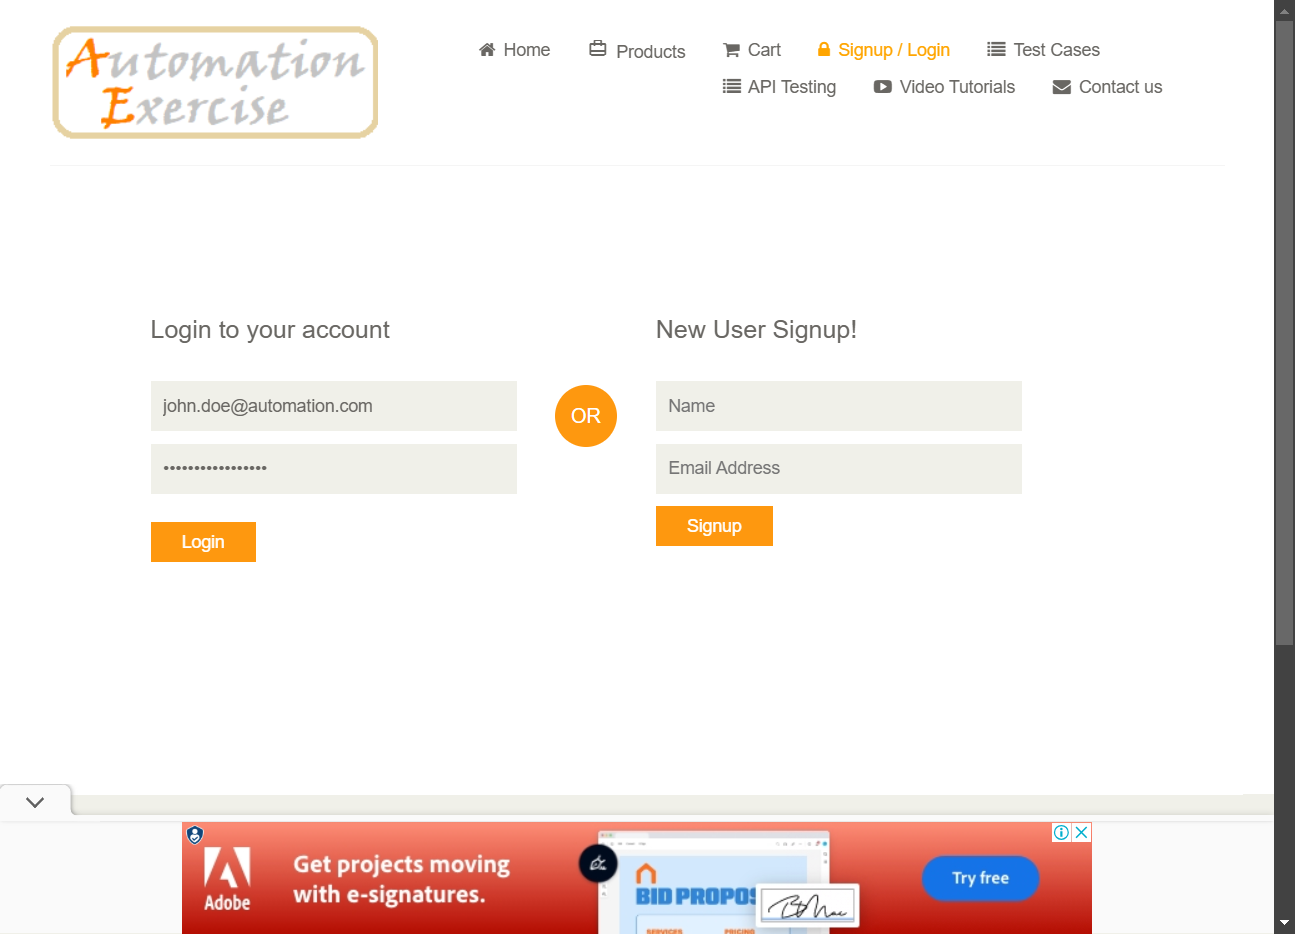 Automation
Exercise
Home
Products
Cart
Signup / Login
Test Cases
API Testing
Video Tutorials
Contact us
Login to your account
john.doe@automation.com
•••••••••••••••••
Login
OR
New User Signup!
Name
Email Address
Signup
Adobe
Get projects moving
with e-signatures.
BID PROPOS
SERVICES
PRICING
Try free